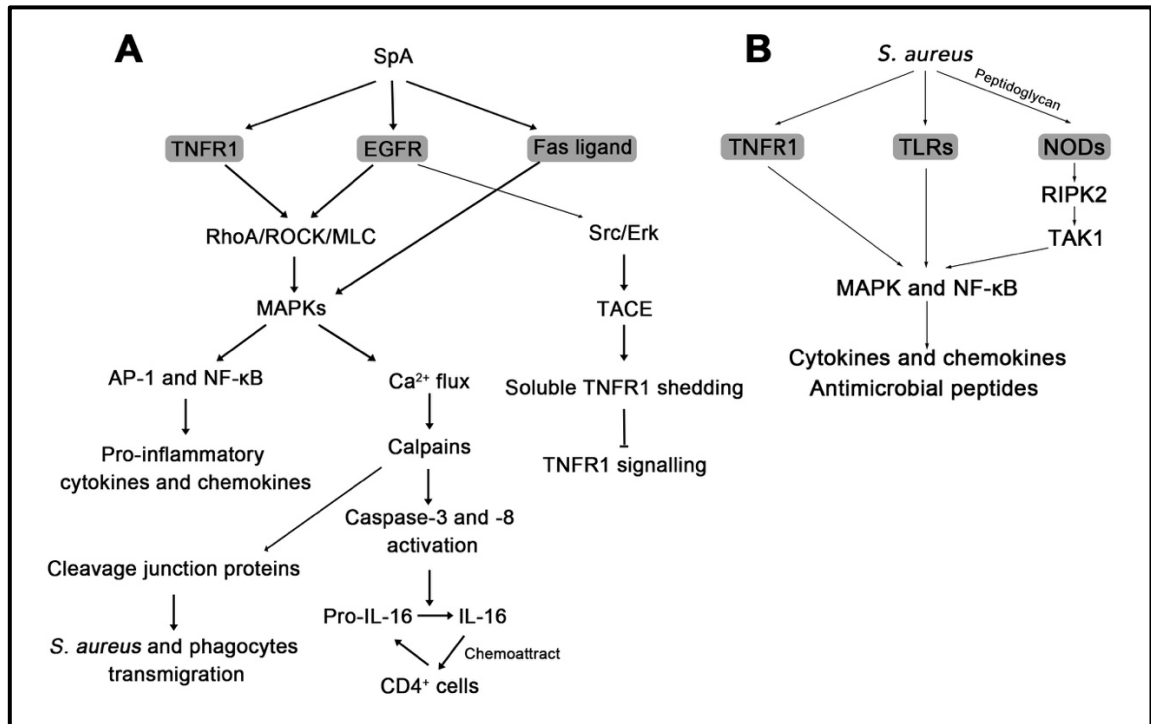 A
SpA
TNFR1
EGFR
Fas ligand
RhoA/ROCK/MLC
Src/Erk
MAPKs
TACE
AP-1 and NF-κB
Ca²⁺ flux
Soluble TNFR1 shedding
Pro-inflammatory
cytokines and chemokines
Calpains
TNFR1 signalling
Caspase-3 and -8
activation
Cleavage junction proteins
Pro-IL-16
IL-16
S. aureus and phagocytes
transmigration
Chemoattract
CD4⁺ cells
B
S. aureus
Peptidoglycan
TNFR1
TLRs
NODs
RIPK2
TAK1
MAPK and NF-κB
Cytokines and chemokines
Antimicrobial peptides